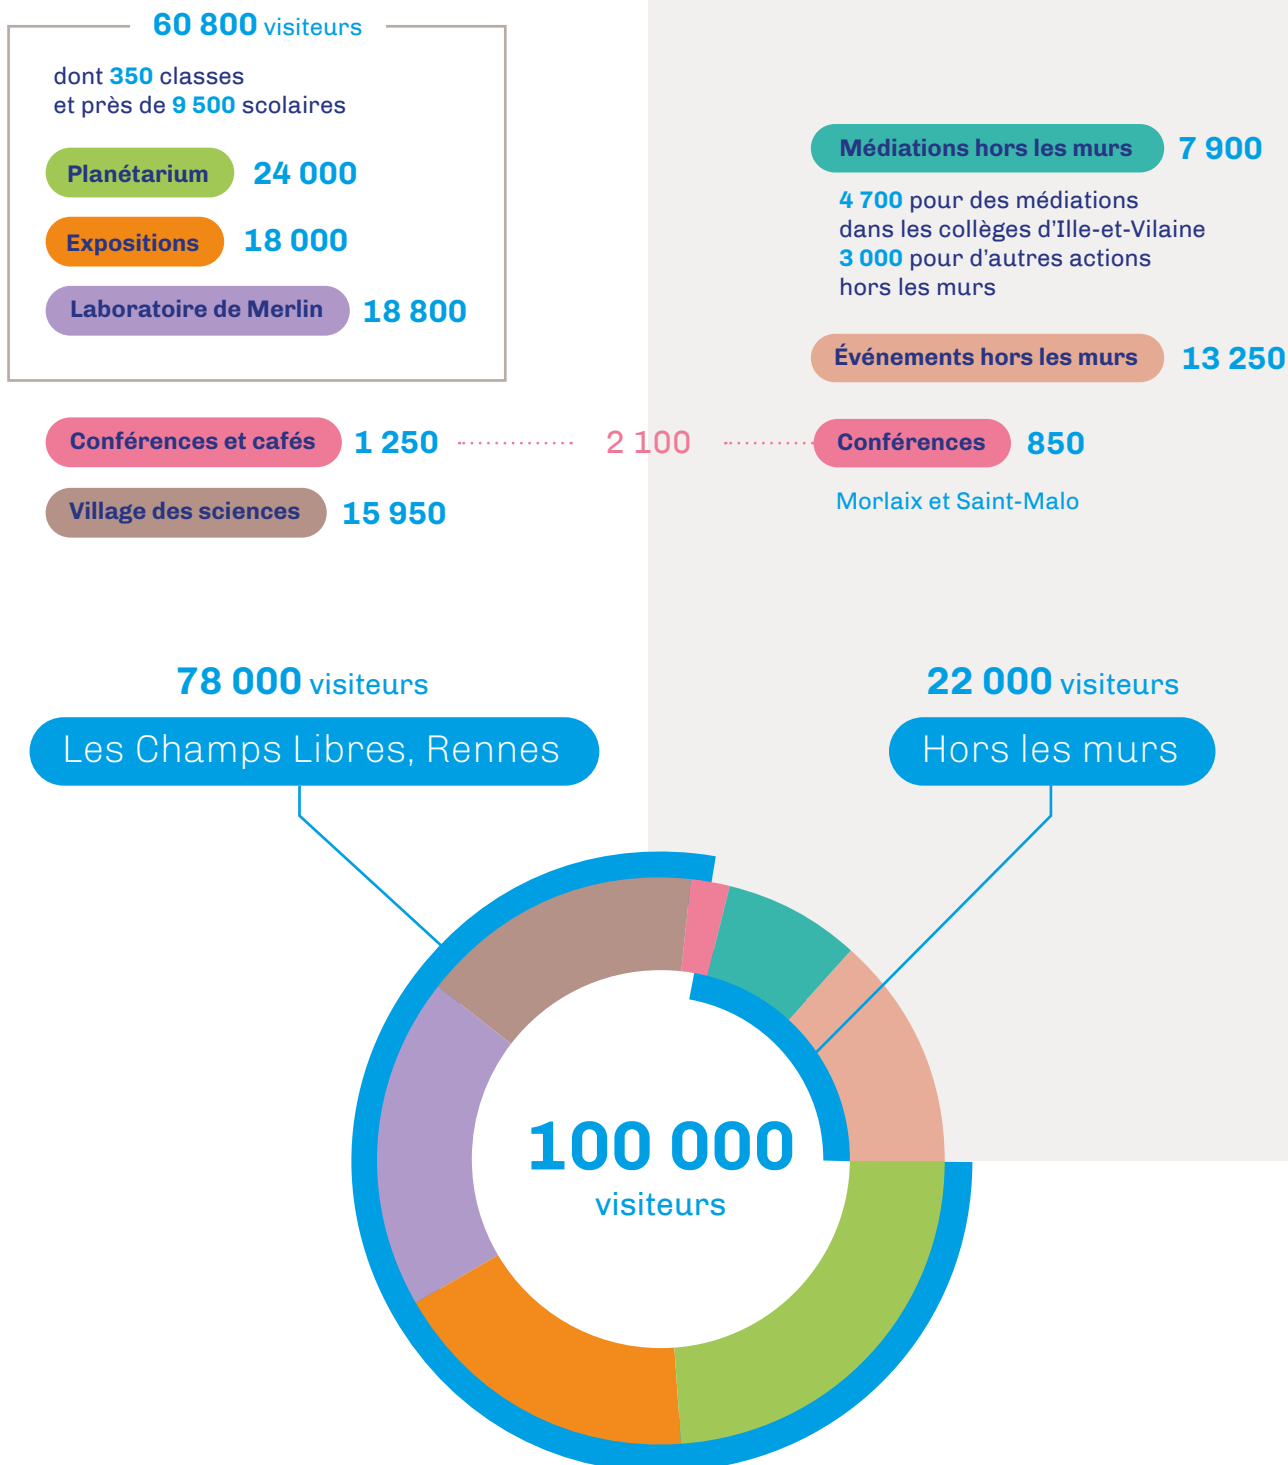 60 800 visiteurs
dont 350 classes
et près de 9 500 scolaires
Planétarium 24 000
Expositions 18 000
Laboratoire de Merlin 18 800
Conférences et cafés 1 250
2 100
Village des sciences 15 950
Médiations hors les murs 7 900
4 700 pour des médiations
dans les collèges d'Ille-et-Vilaine
3 000 pour d'autres actions
hors les murs
Événements hors les murs 13 250
Conférences 850
Morlaix et Saint-Malo
78 000 visiteurs
Les Champs Libres, Rennes
22 000 visiteurs
Hors les murs
100 000
visiteurs